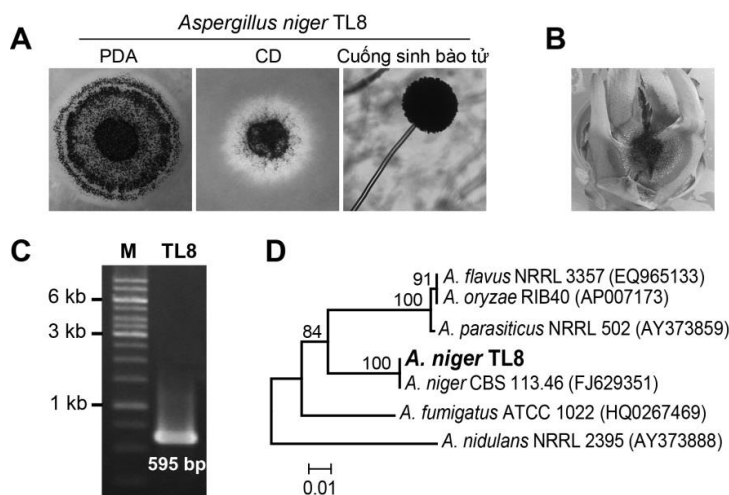 Aspergillus niger TL8
A
PDA
CD
Cuống sinh bào tử
B
C
M
TL8
6 kb
3 kb
1 kb
595 bp
D
91
A. flavus NRRL 3357 (EQ965133)
A. oryzae RIB40 (AP007173)
100
A. parasiticus NRRL 502 (AY373859)
84
A. niger TL8
100
A. niger CBS 113.46 (FJ629351)
A. fumigatus ATCC 1022 (HQ0267469)
A. nidulans NRRL 2395 (AY373888)
0.01